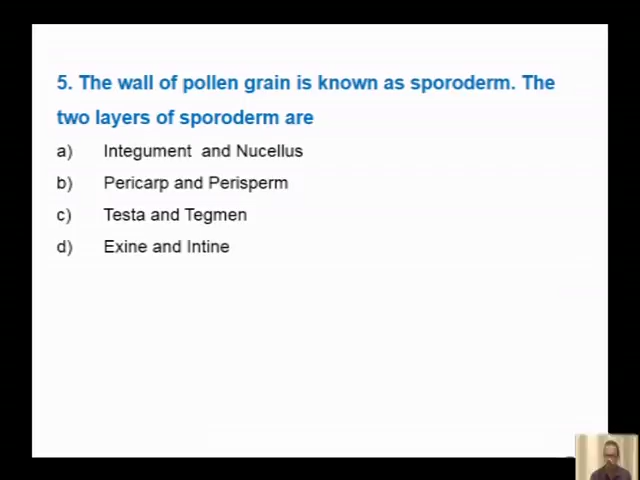 5. The wall of pollen grain is known as sporoderm. The
two layers of sporoderm are
a) Integument and Nucellus
b) Pericarp and Perisperm
c) Testa and Tegmen
d) Exine and Intine